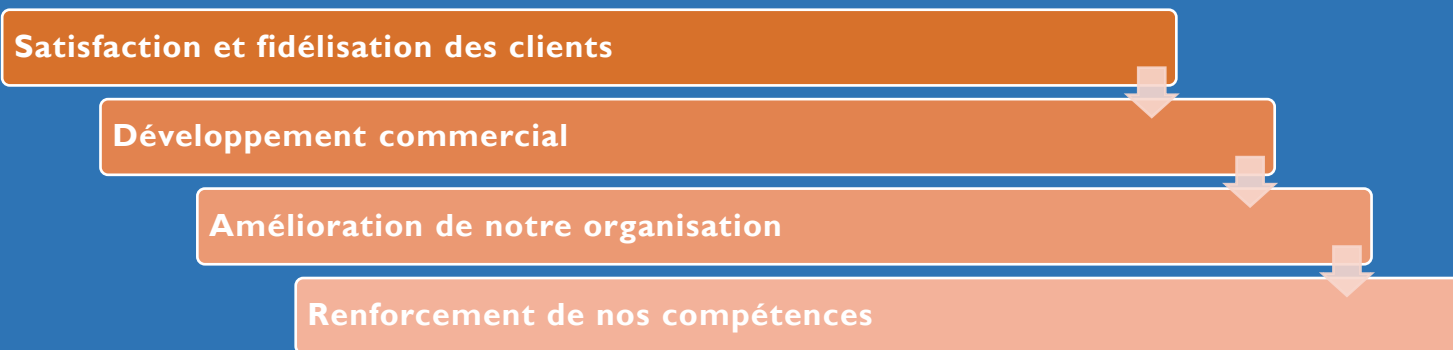 Satisfaction et fidélisation des clients
Développement commercial
Amélioration de notre organisation
Renforcement de nos compétences